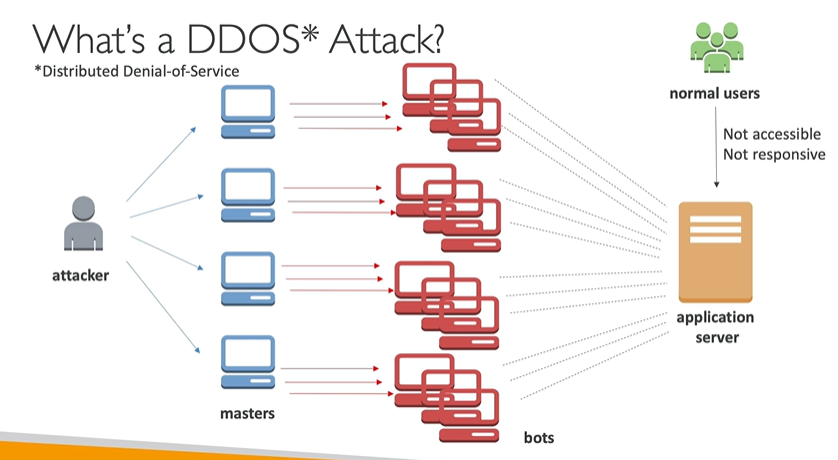 What's a DDOS* Attack?
*Distributed Denial-of-Service
normal users
Not accessible
Not responsive
attacker
application
server
masters
bots